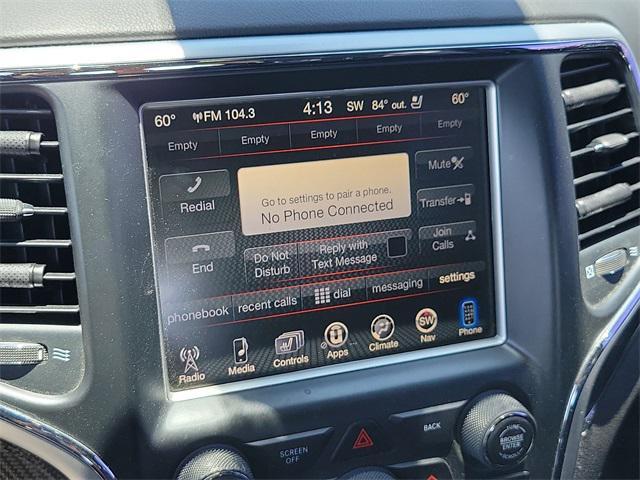 60° FM 104.3 4:13 SW 84° out. 60°
Empty Empty Empty Empty Empty
Redial
Go to settings to pair a phone.
No Phone Connected
Mute
Transfer
End
Do Not Disturb
Reply with Text Message
Join Calls
phonebook recent calls dial messaging settings
Radio Media Controls Apps Climate SW Nav Phone
SCREEN OFF
BACK
TUNE
BROWSE
ENTER